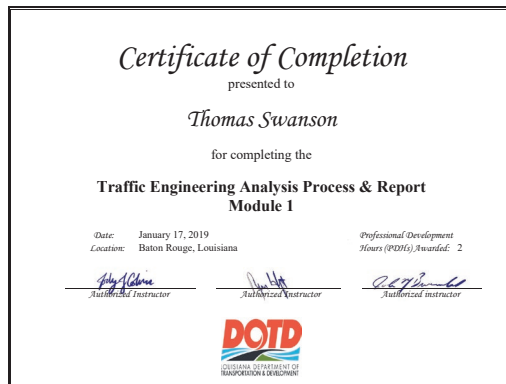 Certificate of Completion
presented to
Thomas Swanson
for completing the
Traffic Engineering Analysis Process & Report
Module 1
Date: January 17, 2019
Professional Development
Location: Baton Rouge, Louisiana
Hours (PDHs) Awarded: 2
Authorized Instructor
Authorized Instructor
Authorized instructor
DOTD
LOUISIANA DEPARTMENT OF
TRANSPORTATION & DEVELOPMENT